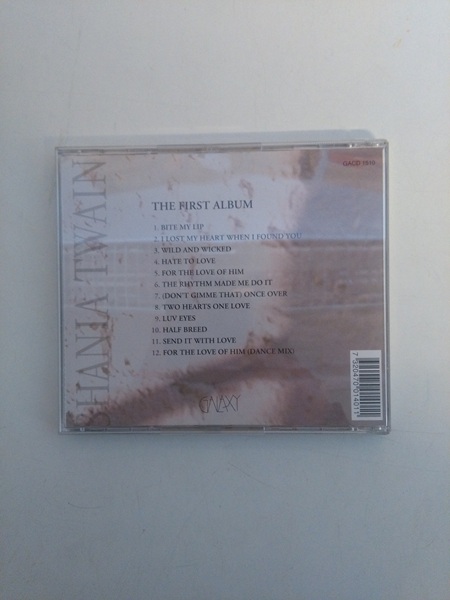 SHANIA TWAIN
GACD 1010
THE FIRST ALBUM
1. BITE MY LIP
2. I LOST MY HEART WHEN I FOUND YOU
3. WILD AND WICKED
4. HATE TO LOVE
5. FOR THE LOVE OF HIM
6. THE RHYTHM MADE ME DO IT
7. (DON'T GIMME THAT) ONCE OVER
8. TWO HEARTS ONE LOVE
9. LUV EYES
10. HALF BREED
11. SEND IT WITH LOVE
12. FOR THE LOVE OF HIM (DANCE MIX)
GALAXY
7320470014011